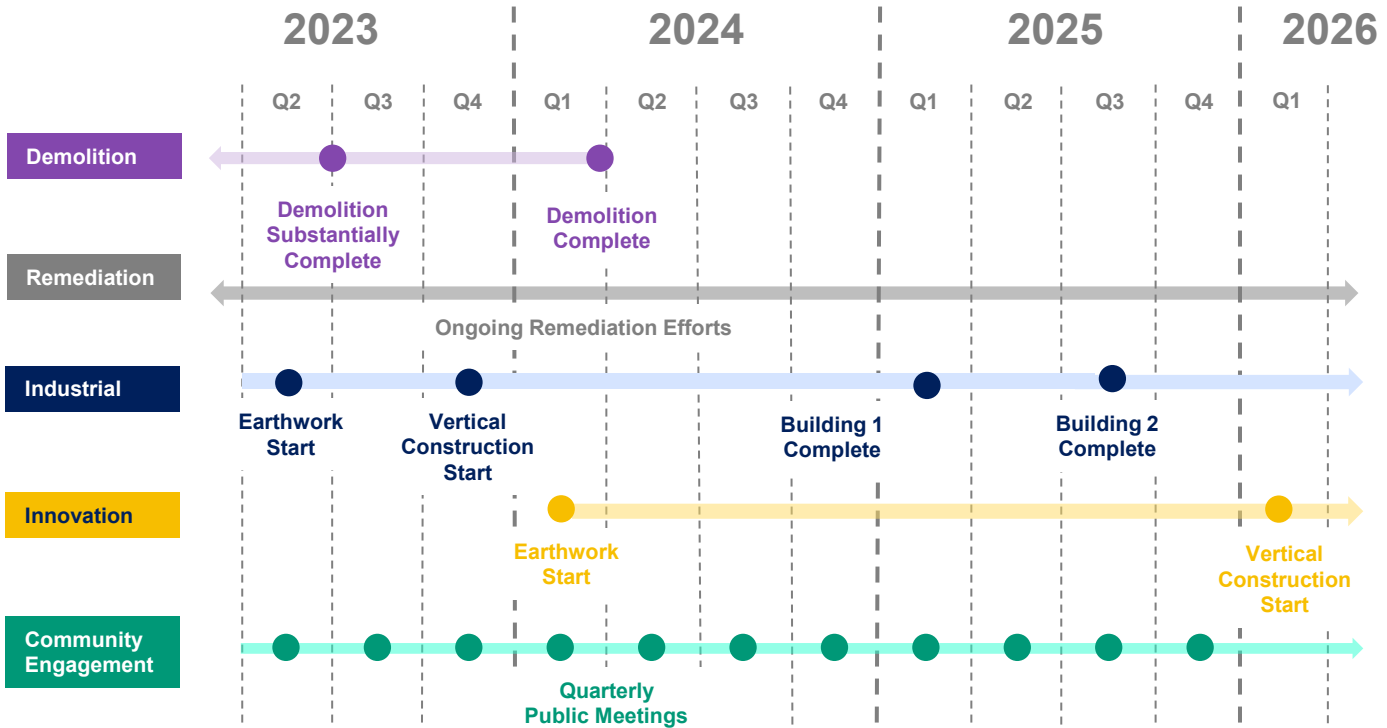 2023 2024 2025 2026
Q2 Q3 Q4 Q1 Q2 Q3 Q4 Q1 Q2 Q3 Q4 Q1
Demolition
Demolition
Substantially
Complete
Demolition
Complete
Remediation
Ongoing Remediation Efforts
Industrial
Earthwork
Start
Vertical
Construction
Start
Building 1
Complete
Building 2
Complete
Innovation
Earthwork
Start
Vertical
Construction
Start
Community
Engagement
Quarterly
Public Meetings